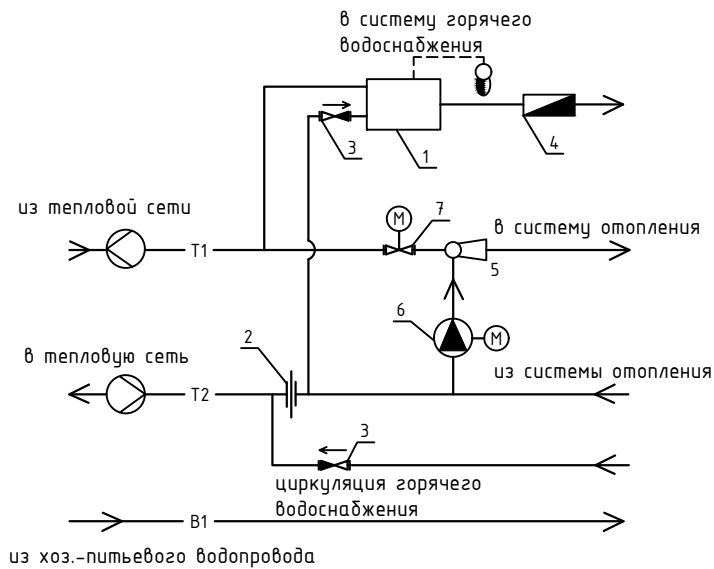 в систему горячего
водоснабжения
3
1
4
из тепловой сети
М
7
в систему отопления
Т1
5
6
М
2
в тепловую сеть
из системы отопления
Т2
3
циркуляция горячего
водоснабжения
В1
из хоз.-питьевого водопровода